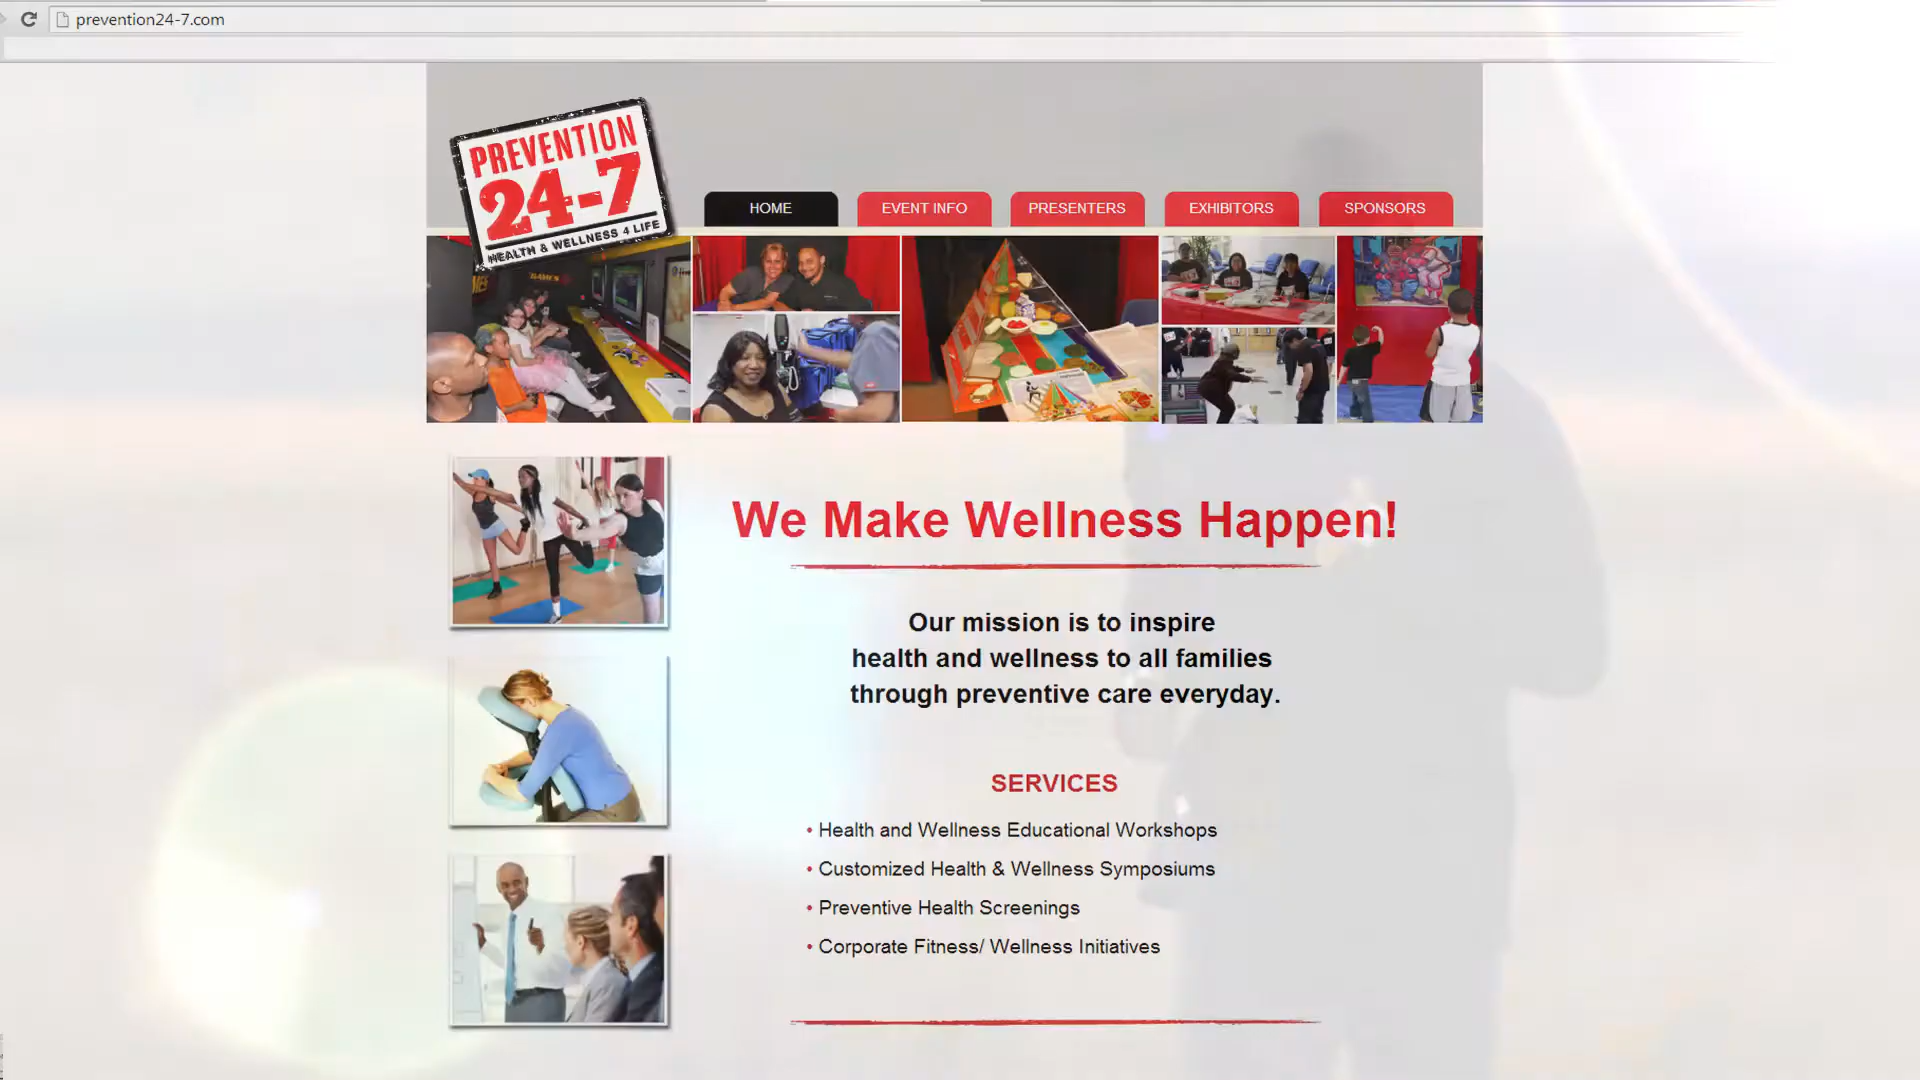 prevention24-7.com
PREVENTION
24-7
HEALTH & WELLNESS 4 LIFE
HOME
EVENT INFO
PRESENTERS
EXHIBITORS
SPONSORS
GAMES
We Make Wellness Happen!
Our mission is to inspire
health and wellness to all families
through preventive care everyday.
SERVICES
• Health and Wellness Educational Workshops
• Customized Health & Wellness Symposiums
• Preventive Health Screenings
• Corporate Fitness/ Wellness Initiatives